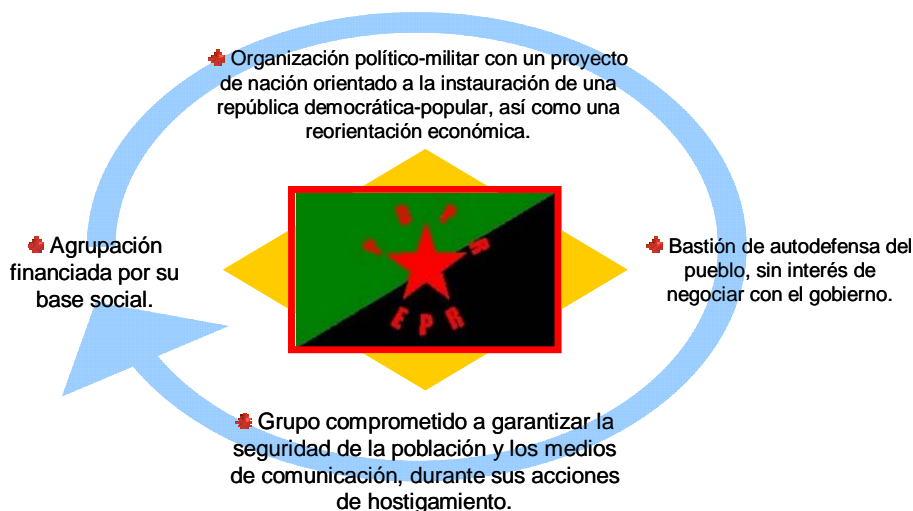 Organización político-militar con un proyecto
de nación orientado a la instauración de una
república democrática-popular, así como una
reorientación económica.
Agrupación
financiada por su
base social.
Bastión de autodefensa del
pueblo, sin interés de
negociar con el gobierno.
E P R
Grupo comprometido a garantizar la
seguridad de la población y los medios
de comunicación, durante sus acciones
de hostigamiento.